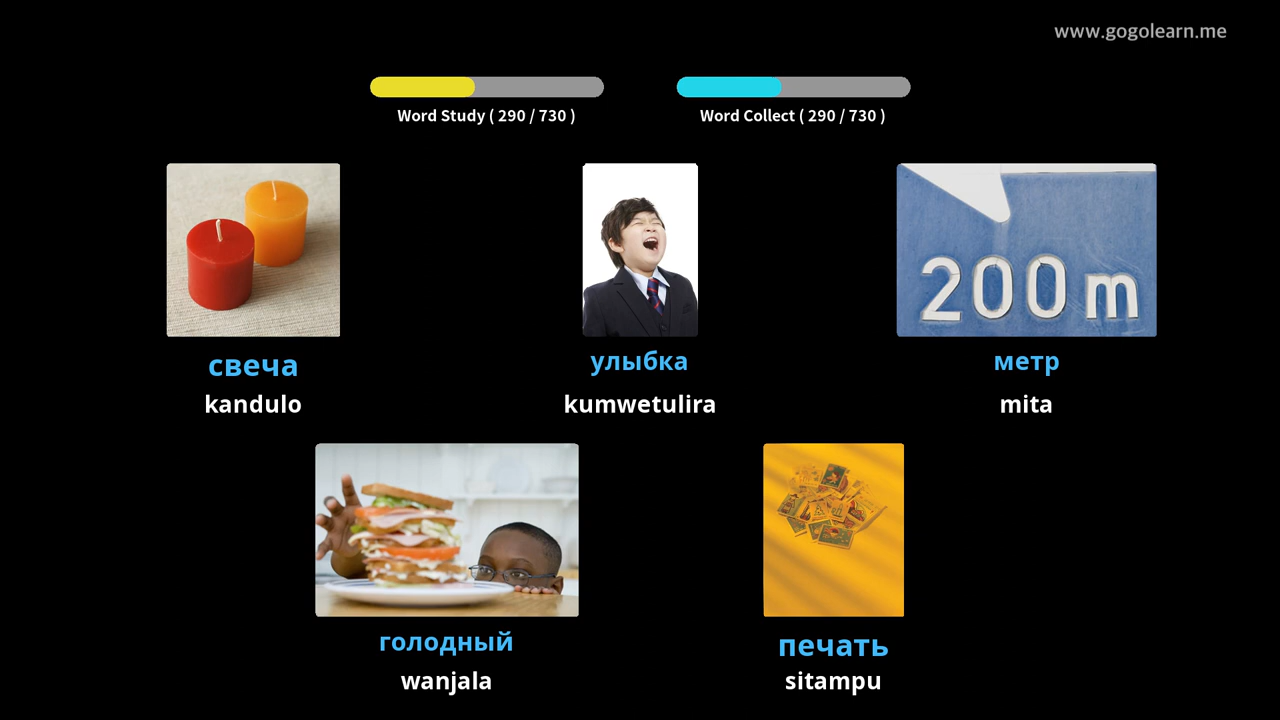 www.gogolearn.me
Word Study ( 290 / 730 )
Word Collect ( 290 / 730 )
200 m
свеча
kandulo
улыбка
kumwetulira
метр
mita
голодный
wanjala
печать
sitampu